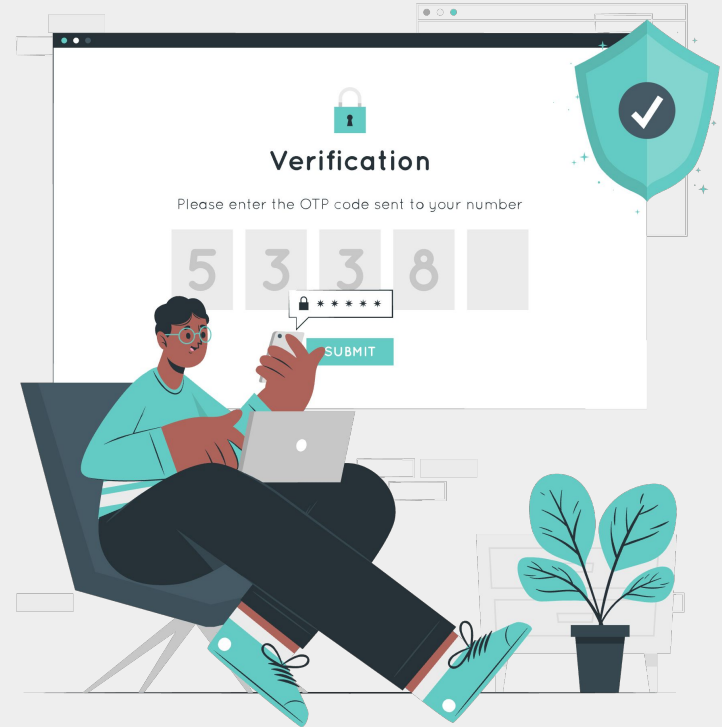 Verification
Please enter the OTP code sent to your number
5 3 3 8
* * * * *
SUBMIT